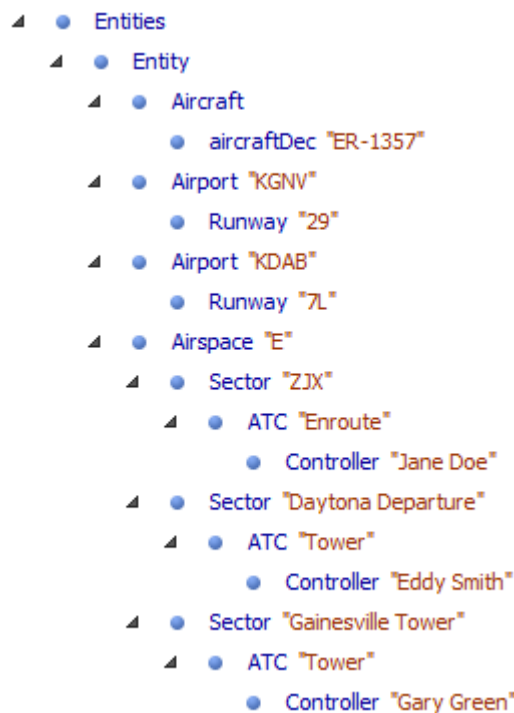 Entities
Entity
Aircraft
aircraftDec "ER-1357"
Airport "KGNV"
Runway "29"
Airport "KDAB"
Runway "7L"
Airspace "E"
Sector "ZJX"
ATC "Enroute"
Controller "Jane Doe"
Sector "Daytona Departure"
ATC "Tower"
Controller "Eddy Smith"
Sector "Gainesville Tower"
ATC "Tower"
Controller "Gary Green"